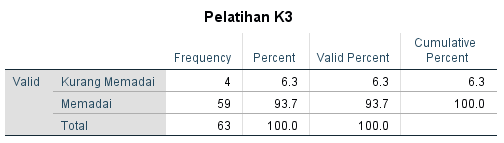 Pelatihan K3
Frequency Percent Valid Percent Cumulative Percent
Valid Kurang Memadai 4 6.3 6.3 6.3
Memadai 59 93.7 93.7 100.0
Total 63 100.0 100.0